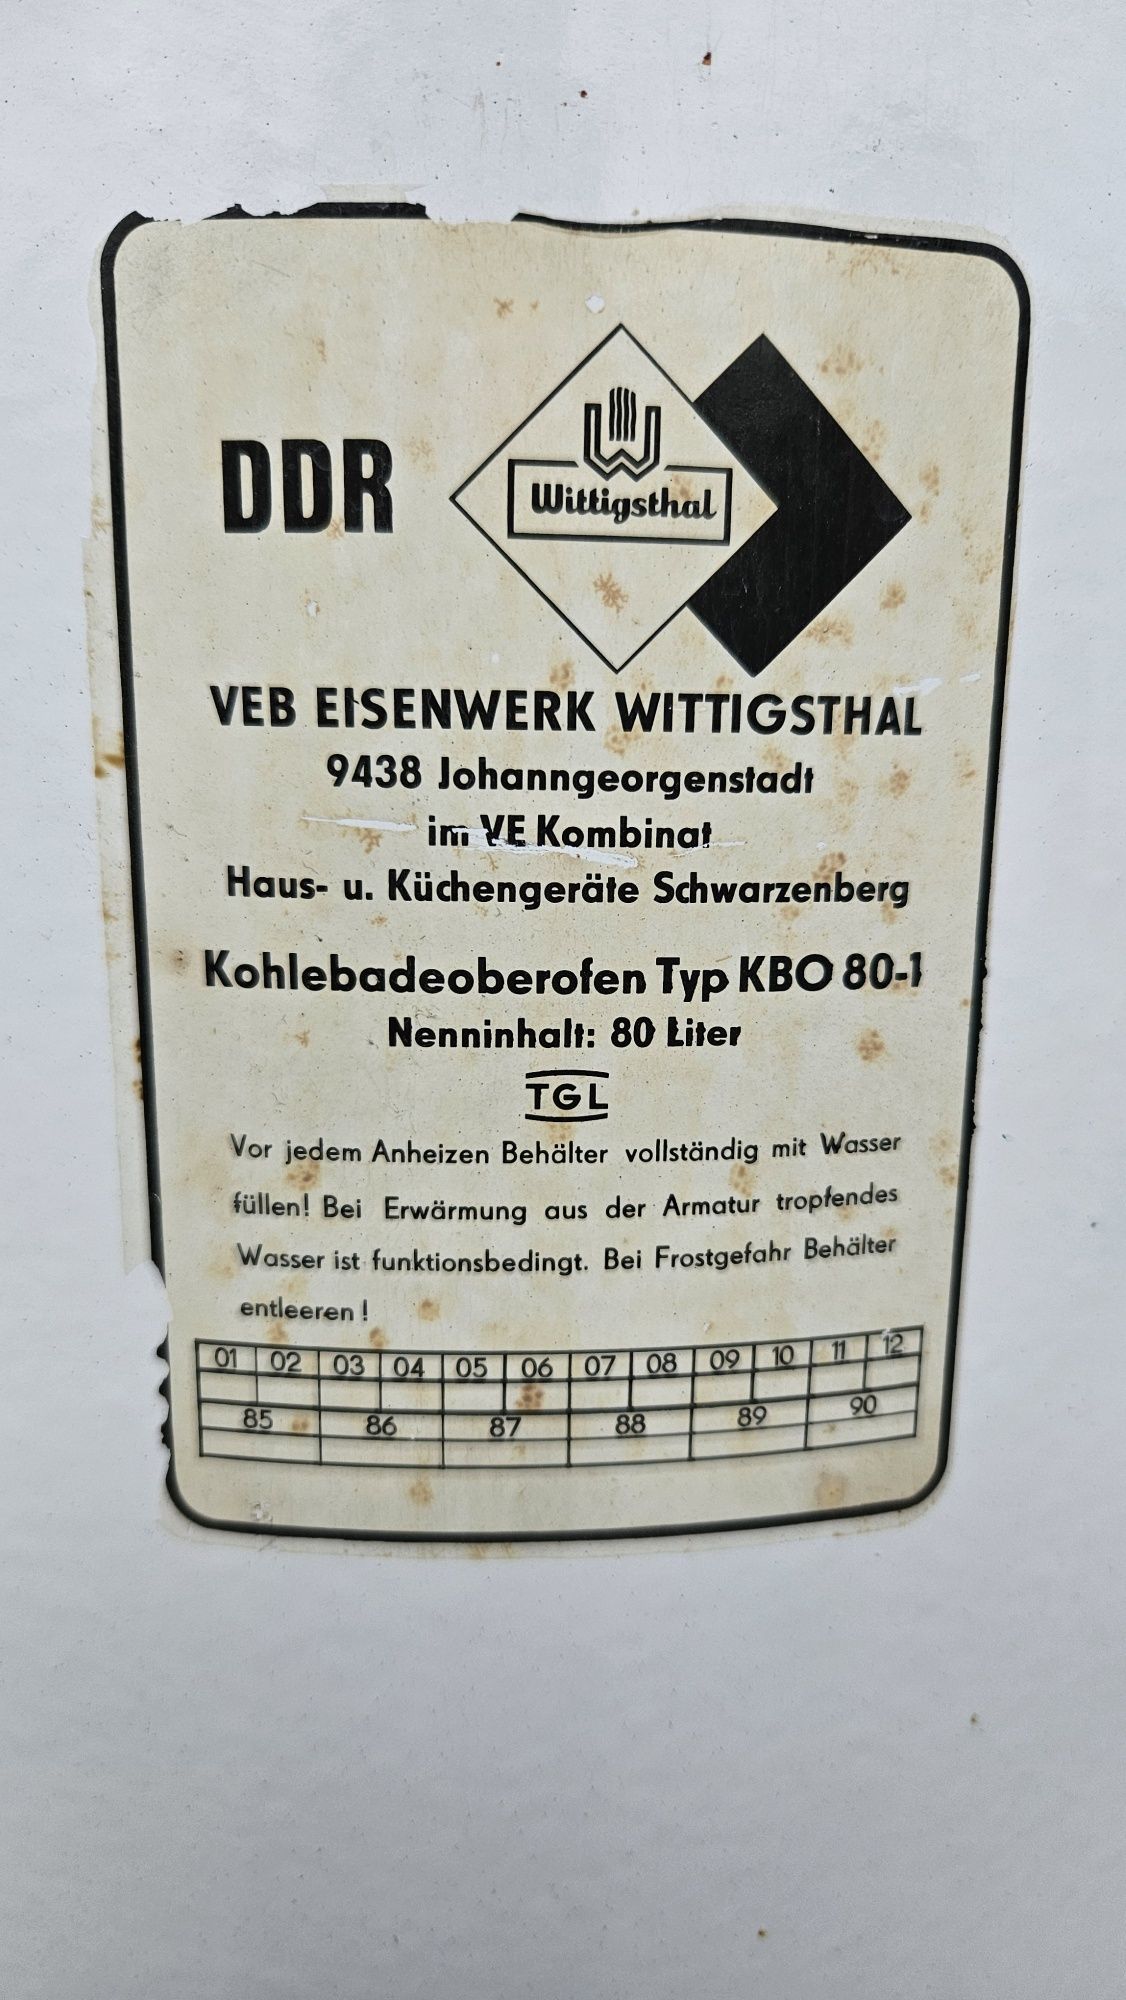 DDR
Wittigsthal
VEB EISENWERK WITTIGSTHAL
9438 Johanngeorgenstadt
im VE Kombinat
Haus- u. Küchengeräte Schwarzenberg
Kohlebadeoberofen Typ KBO 80-1
Nenninhalt: 80 Liter
TGL
Vor jedem Anheizen Behälter vollständig mit Wasser
füllen! Bei Erwärmung aus der Armatur tropfendes
Wasser ist funktionsbedingt. Bei Frostgefahr Behälter
entleeren!
01 02 03 04 05 06 07 08 09 10 11 12
85 86 87 88 89 90